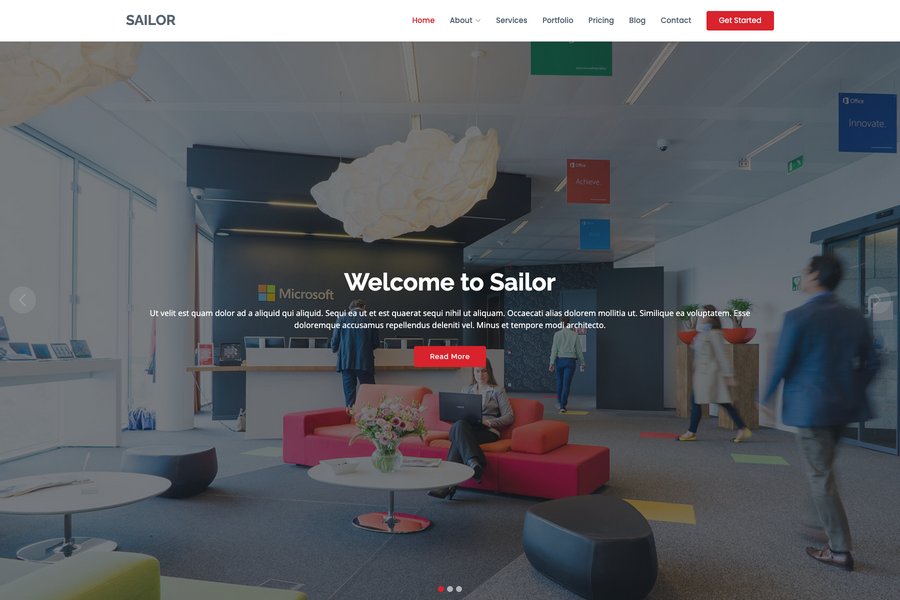 SAILOR
Home About Services Portfolio Pricing Blog Contact Get Started
Office
Innovate.
Office
Achieve.
Welcome to Sailor
Microsoft
Ut velit est quam dolor ad a aliquid qui aliquid. Sequi ea ut et est quaerat sequi nihil ut aliquam. Occaecati alias dolorem mollitia ut. Similique ea voluptatem. Esse
doloremque accusamus repellendus deleniti vel. Minus et tempore modi architecto.
Read More